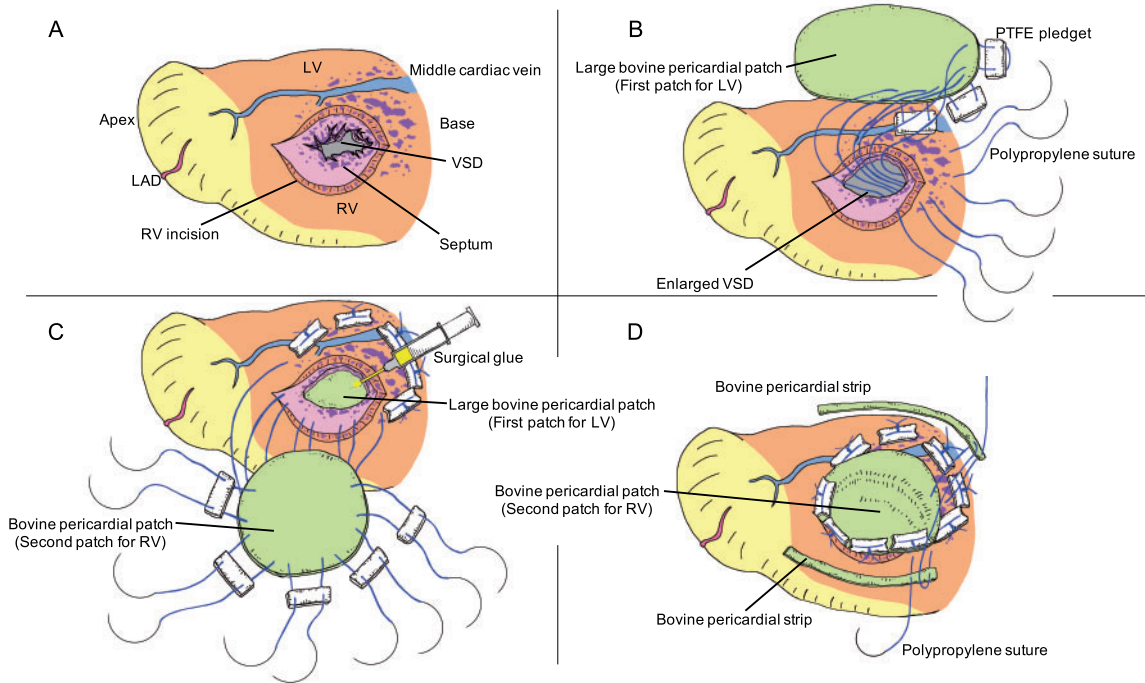 A
LV
Middle cardiac vein
Apex
Base
VSD
LAD
RV
RV incision
Septum
B
PTFE pledget
Large bovine pericardial patch
(First patch for LV)
Polypropylene suture
Enlarged VSD
C
Surgical glue
Large bovine pericardial patch
(First patch for LV)
Bovine pericardial patch
(Second patch for RV)
D
Bovine pericardial strip
Bovine pericardial patch
(Second patch for RV)
Bovine pericardial strip
Polypropylene suture